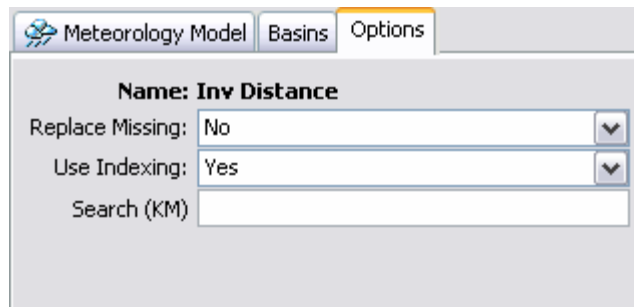 Meteorology Model Basins Options
Name: Inv Distance
Replace Missing: No
Use Indexing: Yes
Search (KM)